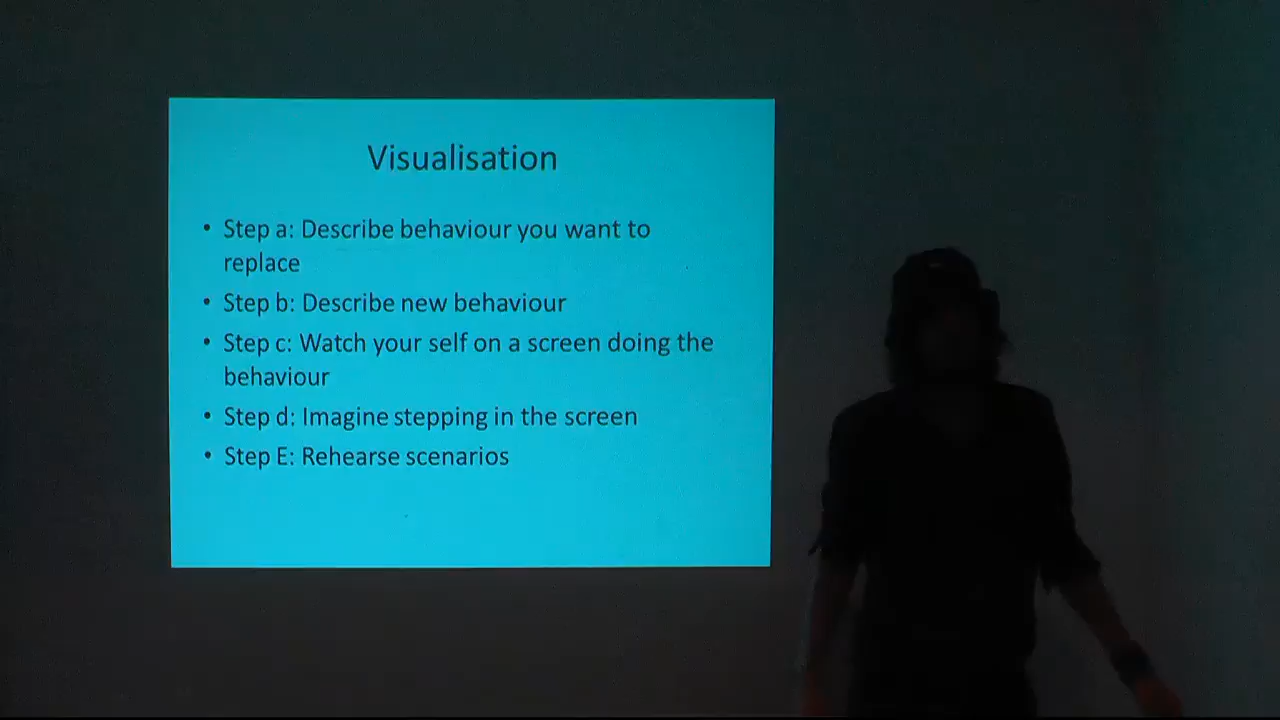 Visualisation
• Step a: Describe behaviour you want to
replace
• Step b: Describe new behaviour
• Step c: Watch your self on a screen doing the
behaviour
• Step d: Imagine stepping in the screen
• Step E: Rehearse scenarios